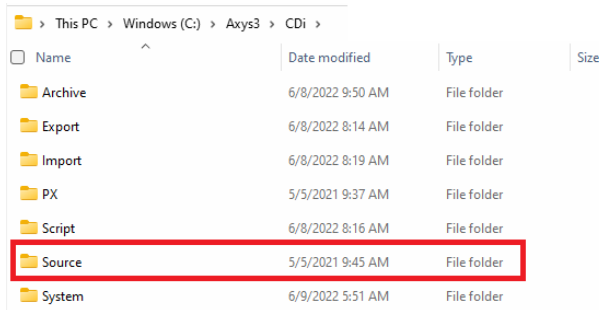 This PC > Windows (C:) > Axys3 > CDi >
Name Date modified Type Size
Archive 6/8/2022 9:50 AM File folder
Export 6/8/2022 8:14 AM File folder
Import 6/8/2022 8:19 AM File folder
PX 5/5/2021 9:37 AM File folder
Script 6/8/2022 8:16 AM File folder
Source 5/5/2021 9:45 AM File folder
System 6/9/2022 5:51 AM File folder